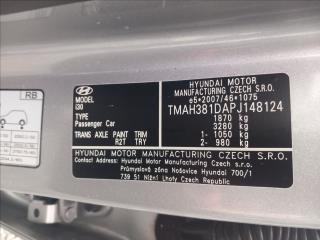 RB
HYUNDAI MOTOR
MANUFACTURING CZECH S.R.O.
e5*2007/46*1075
TMAH381DAPJ148124
MODEL
i30
TYPE
Passenger Car
TRANS AXLE PAINT TRIM
R2T TRY
1870 kg
3280 kg
1- 1050 kg
2- 980 kg
HYUNDAI MOTOR MANUFACTURING CZECH S.R.O.
Contact Address : Hyundai Motor Manufacturing Czech s.r.o.
Průmyslová zóna Nošovice Hyundai 700/1
739 51 Nižní Lhoty Czech Republic